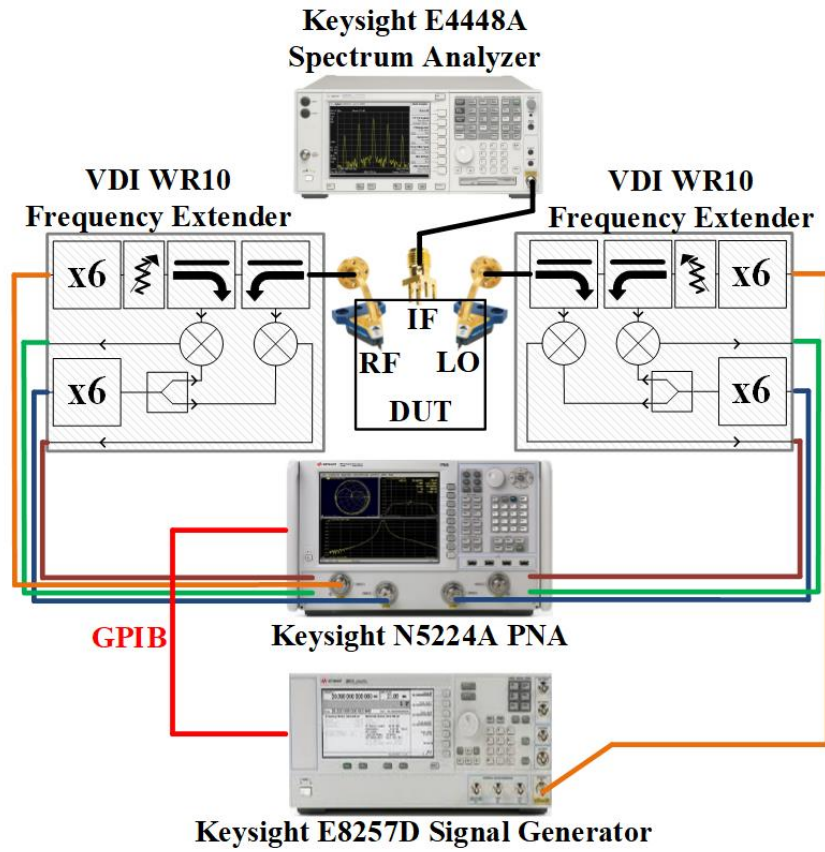 Keysight E4448A
Spectrum Analyzer
VDI WR10
Frequency Extender
VDI WR10
Frequency Extender
x6
x6
x6
x6
IF
RF
LO
DUT
GPIB
Keysight N5224A PNA
Keysight E8257D Signal Generator